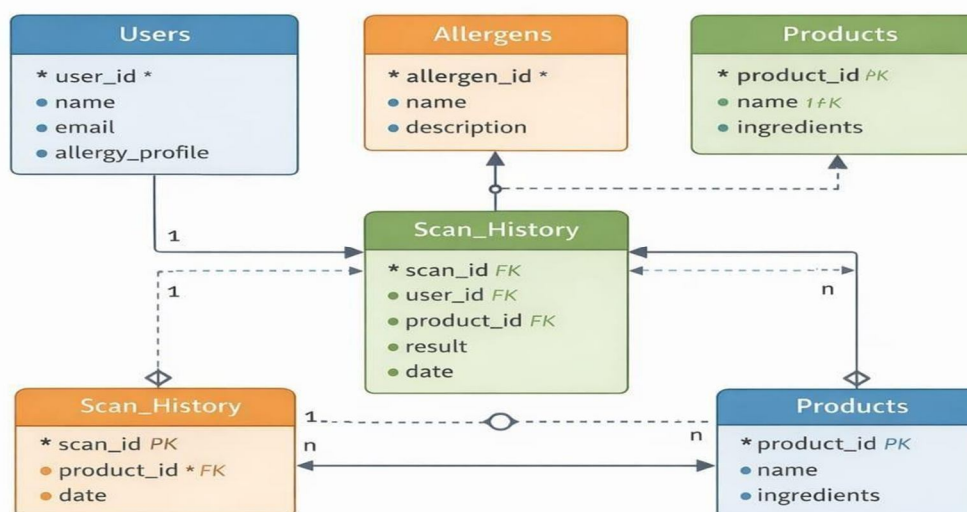 Users
* user_id *
• name
• email
• allergy_profile
Allergens
* allergen_id *
• name
• description
Products
* product_id PK
• name
• ingredients
1
1
Scan_History
* scan_id FK
• user_id FK
• product_id FK
• result
• date
n
Scan_History
* scan_id PK
• product_id * FK
• date
1
n
n
Products
* product_id PK
• name
• ingredients